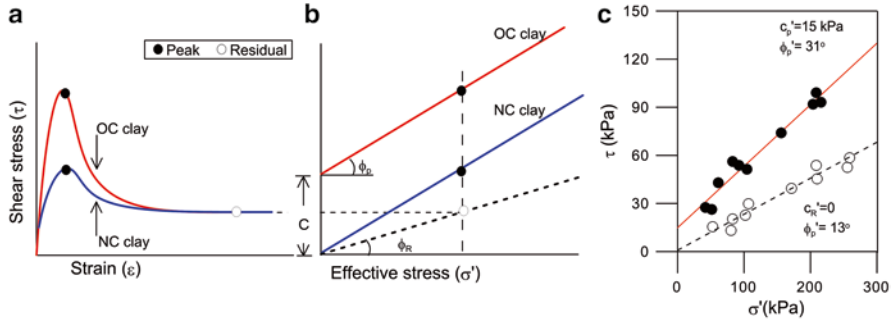 a
Shear stress (τ)
Peak
Residual
OC clay
NC clay
Strain (ε)
b
OC clay
NC clay
ϕp
C
ϕR
Effective stress (σ')
c
150
120
90
60
30
0
τ (kPa)
cp'=15 kPa
ϕp'= 31°
cR'=0
ϕp'= 13°
0
100
200
300
σ'(kPa)